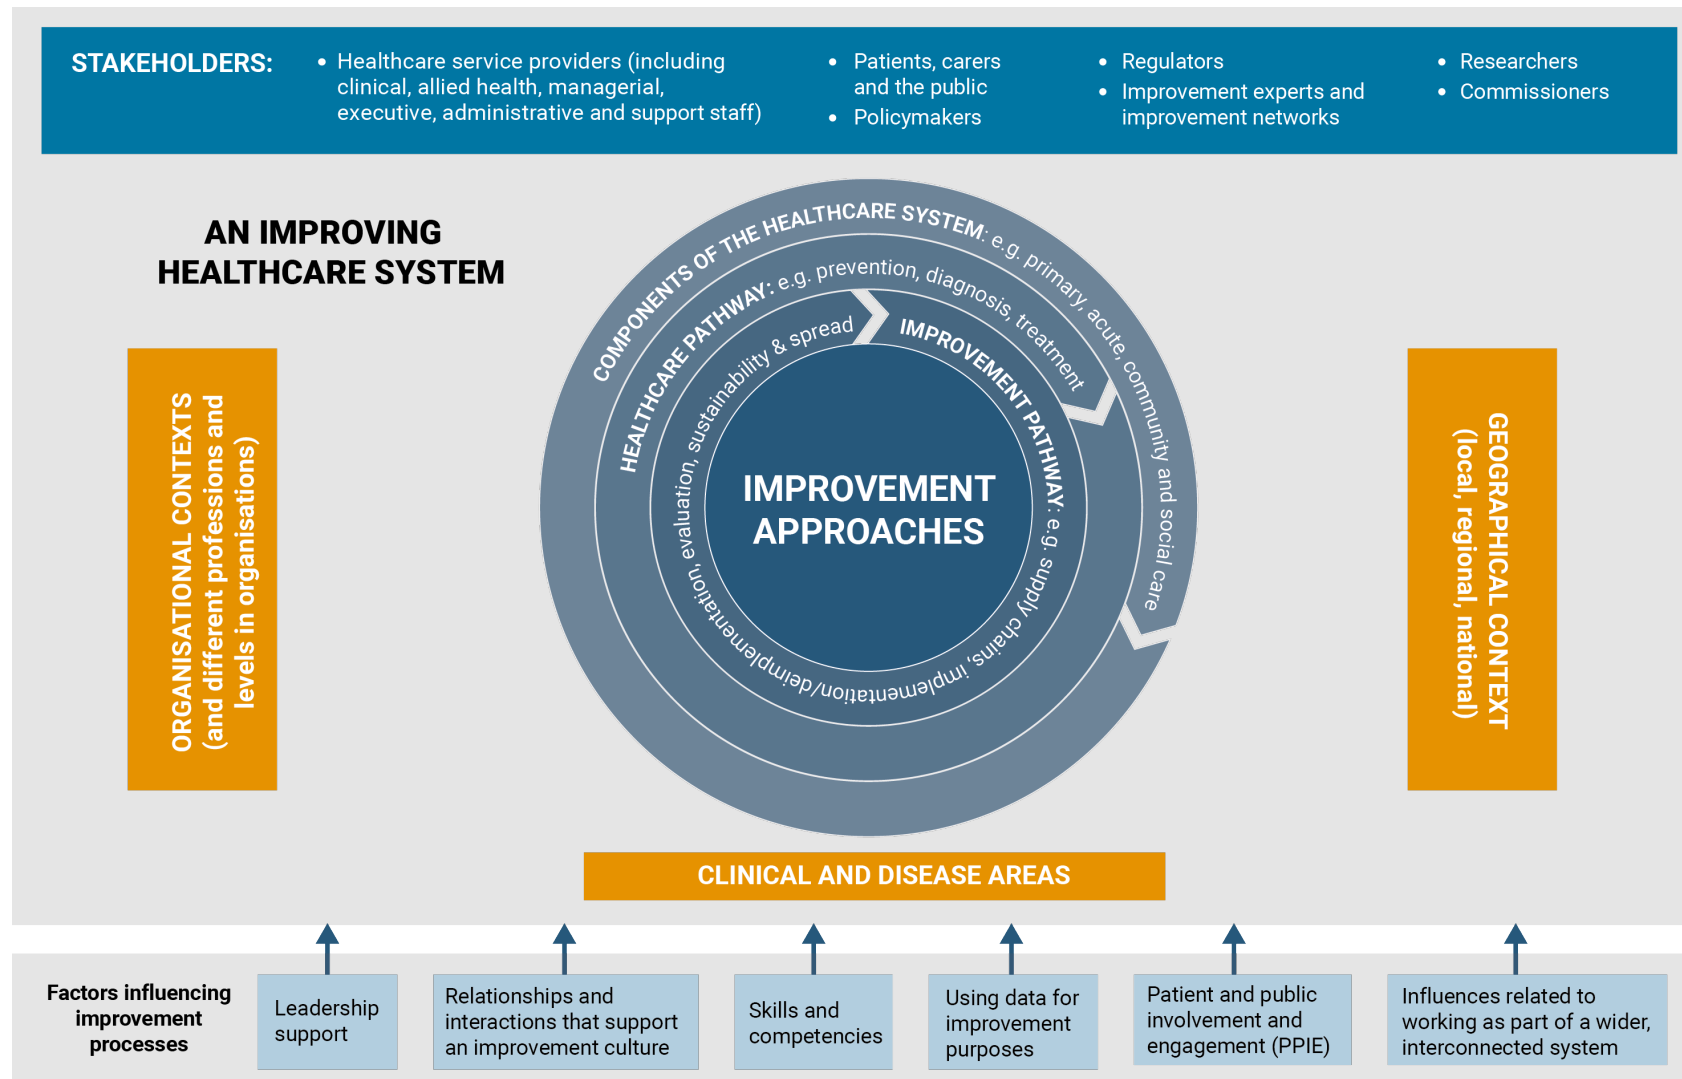 STAKEHOLDERS:
• Healthcare service providers (including
clinical, allied health, managerial,
executive, administrative and support staff)
• Patients, carers
and the public
• Policymakers
• Regulators
• Improvement experts and
improvement networks
• Researchers
• Commissioners
AN IMPROVING
HEALTHCARE SYSTEM
COMPONENTS OF THE HEALTHCARE SYSTEM: e.g. primary, acute, community and social care
HEALTHCARE PATHWAY: e.g. prevention, diagnosis, treatment
IMPROVEMENT PATHWAY: e.g. supply chains, implementation/deimplementation, evaluation, sustainability & spread
IMPROVEMENT
APPROACHES
ORGANISATIONAL CONTEXTS
(and different professions and
levels in organisations)
GEOGRAPHICAL CONTEXT
(local, regional, national)
CLINICAL AND DISEASE AREAS
Factors influencing
improvement
processes
Leadership
support
Relationships and
interactions that support
an improvement culture
Skills and
competencies
Using data for
improvement
purposes
Patient and public
involvement and
engagement (PPIE)
Influences related to
working as part of a wider,
interconnected system